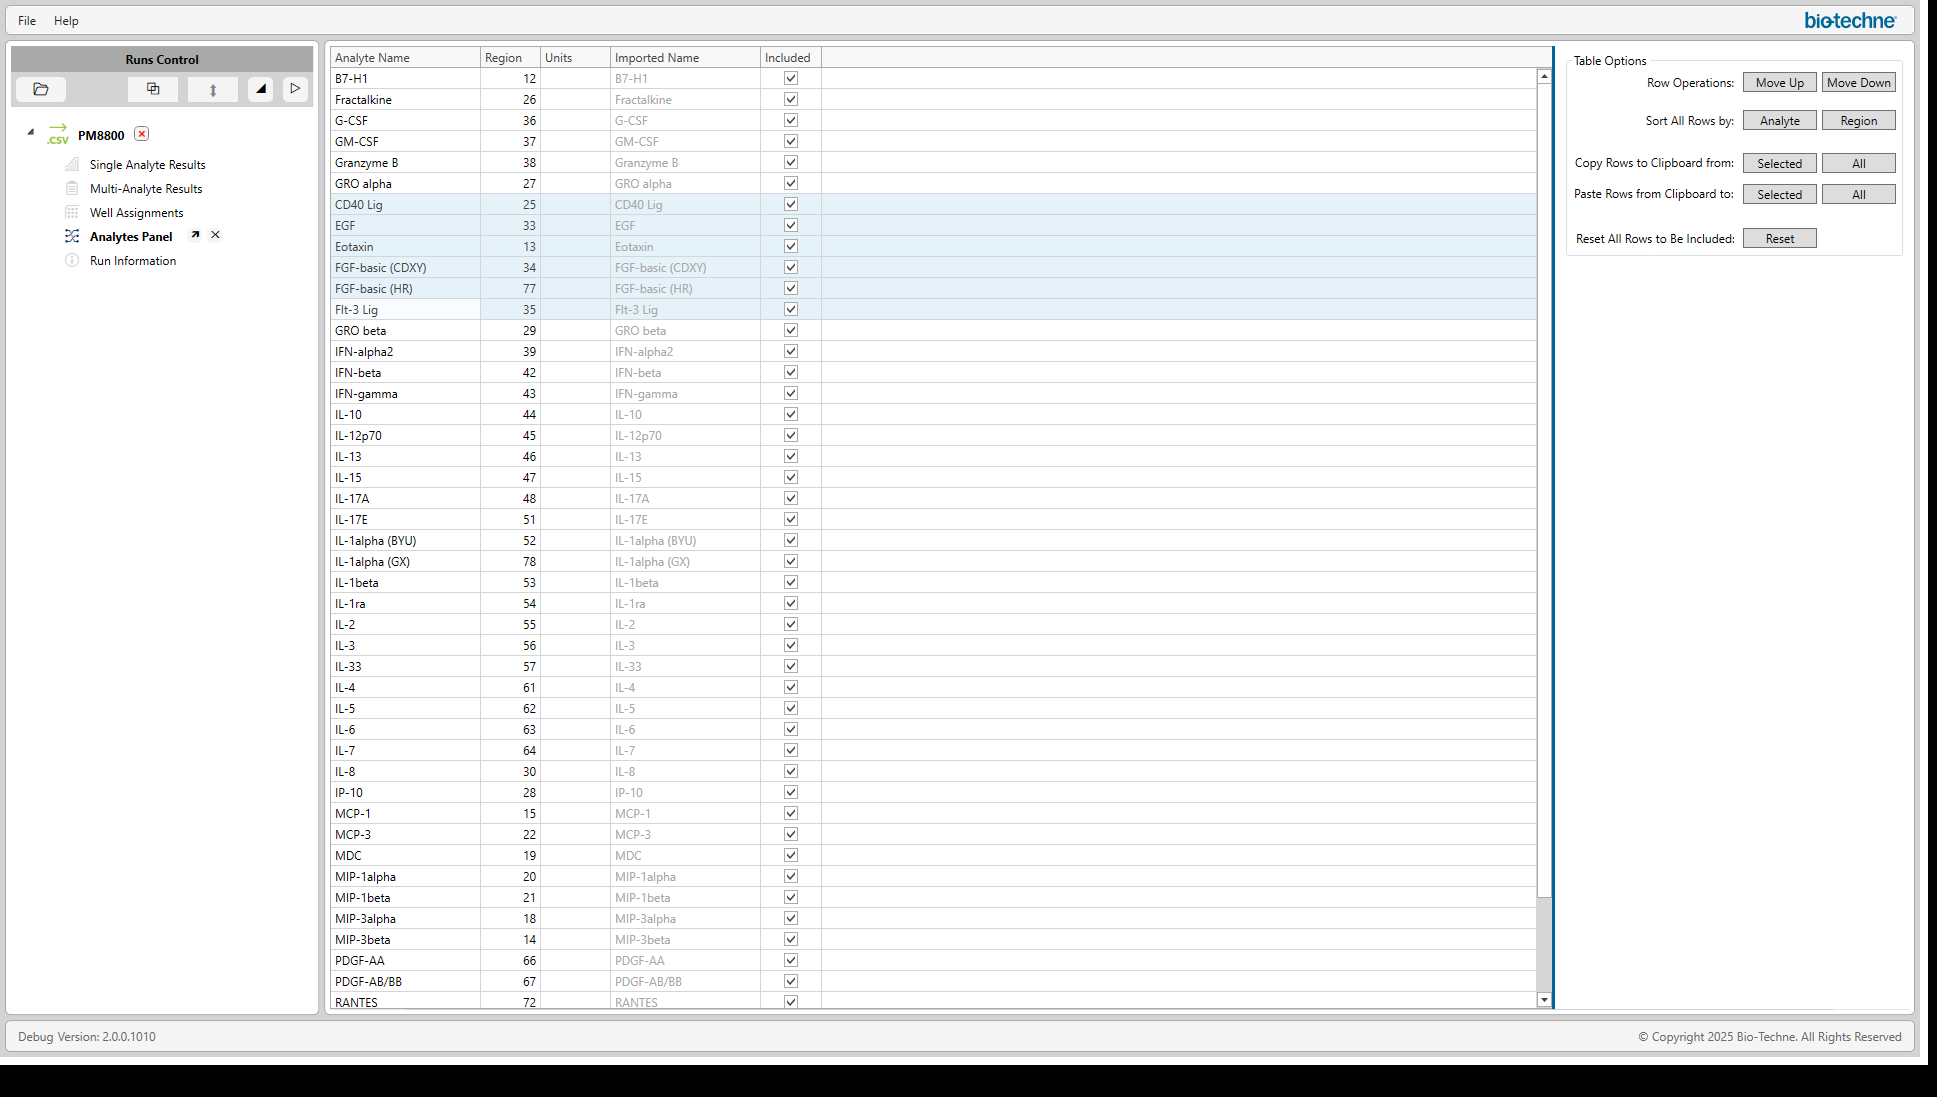 File Help
bio-techne
Runs Control
.CSV PM8800
Single Analyte Results
Multi-Analyte Results
Well Assignments
Analytes Panel
Run Information
Analyte Name Region Units Imported Name Included
B7-H1 12 B7-H1
Fractalkine 26 Fractalkine
G-CSF 36 G-CSF
GM-CSF 37 GM-CSF
Granzyme B 38 Granzyme B
GRO alpha 27 GRO alpha
CD40 Lig 25 CD40 Lig
EGF 33 EGF
Eotaxin 13 Eotaxin
FGF-basic (CDXY) 34 FGF-basic (CDXY)
FGF-basic (HR) 77 FGF-basic (HR)
Flt-3 Lig 35 Flt-3 Lig
GRO beta 29 GRO beta
IFN-alpha2 39 IFN-alpha2
IFN-beta 42 IFN-beta
IFN-gamma 43 IFN-gamma
IL-10 44 IL-10
IL-12p70 45 IL-12p70
IL-13 46 IL-13
IL-15 47 IL-15
IL-17A 48 IL-17A
IL-17E 51 IL-17E
IL-1alpha (BYU) 52 IL-1alpha (BYU)
IL-1alpha (GX) 78 IL-1alpha (GX)
IL-1beta 53 IL-1beta
IL-1ra 54 IL-1ra
IL-2 55 IL-2
IL-3 56 IL-3
IL-33 57 IL-33
IL-4 61 IL-4
IL-5 62 IL-5
IL-6 63 IL-6
IL-7 64 IL-7
IL-8 30 IL-8
IP-10 28 IP-10
MCP-1 15 MCP-1
MCP-3 22 MCP-3
MDC 19 MDC
MIP-1alpha 20 MIP-1alpha
MIP-1beta 21 MIP-1beta
MIP-3alpha 18 MIP-3alpha
MIP-3beta 14 MIP-3beta
PDGF-AA 66 PDGF-AA
PDGF-AB/BB 67 PDGF-AB/BB
RANTES 72 RANTES
Table Options
Row Operations: Move Up Move Down
Sort All Rows by: Analyte Region
Copy Rows to Clipboard from: Selected All
Paste Rows from Clipboard to: Selected All
Reset All Rows to Be Included: Reset
Debug Version: 2.0.0.1010
© Copyright 2025 Bio-Techne. All Rights Reserved